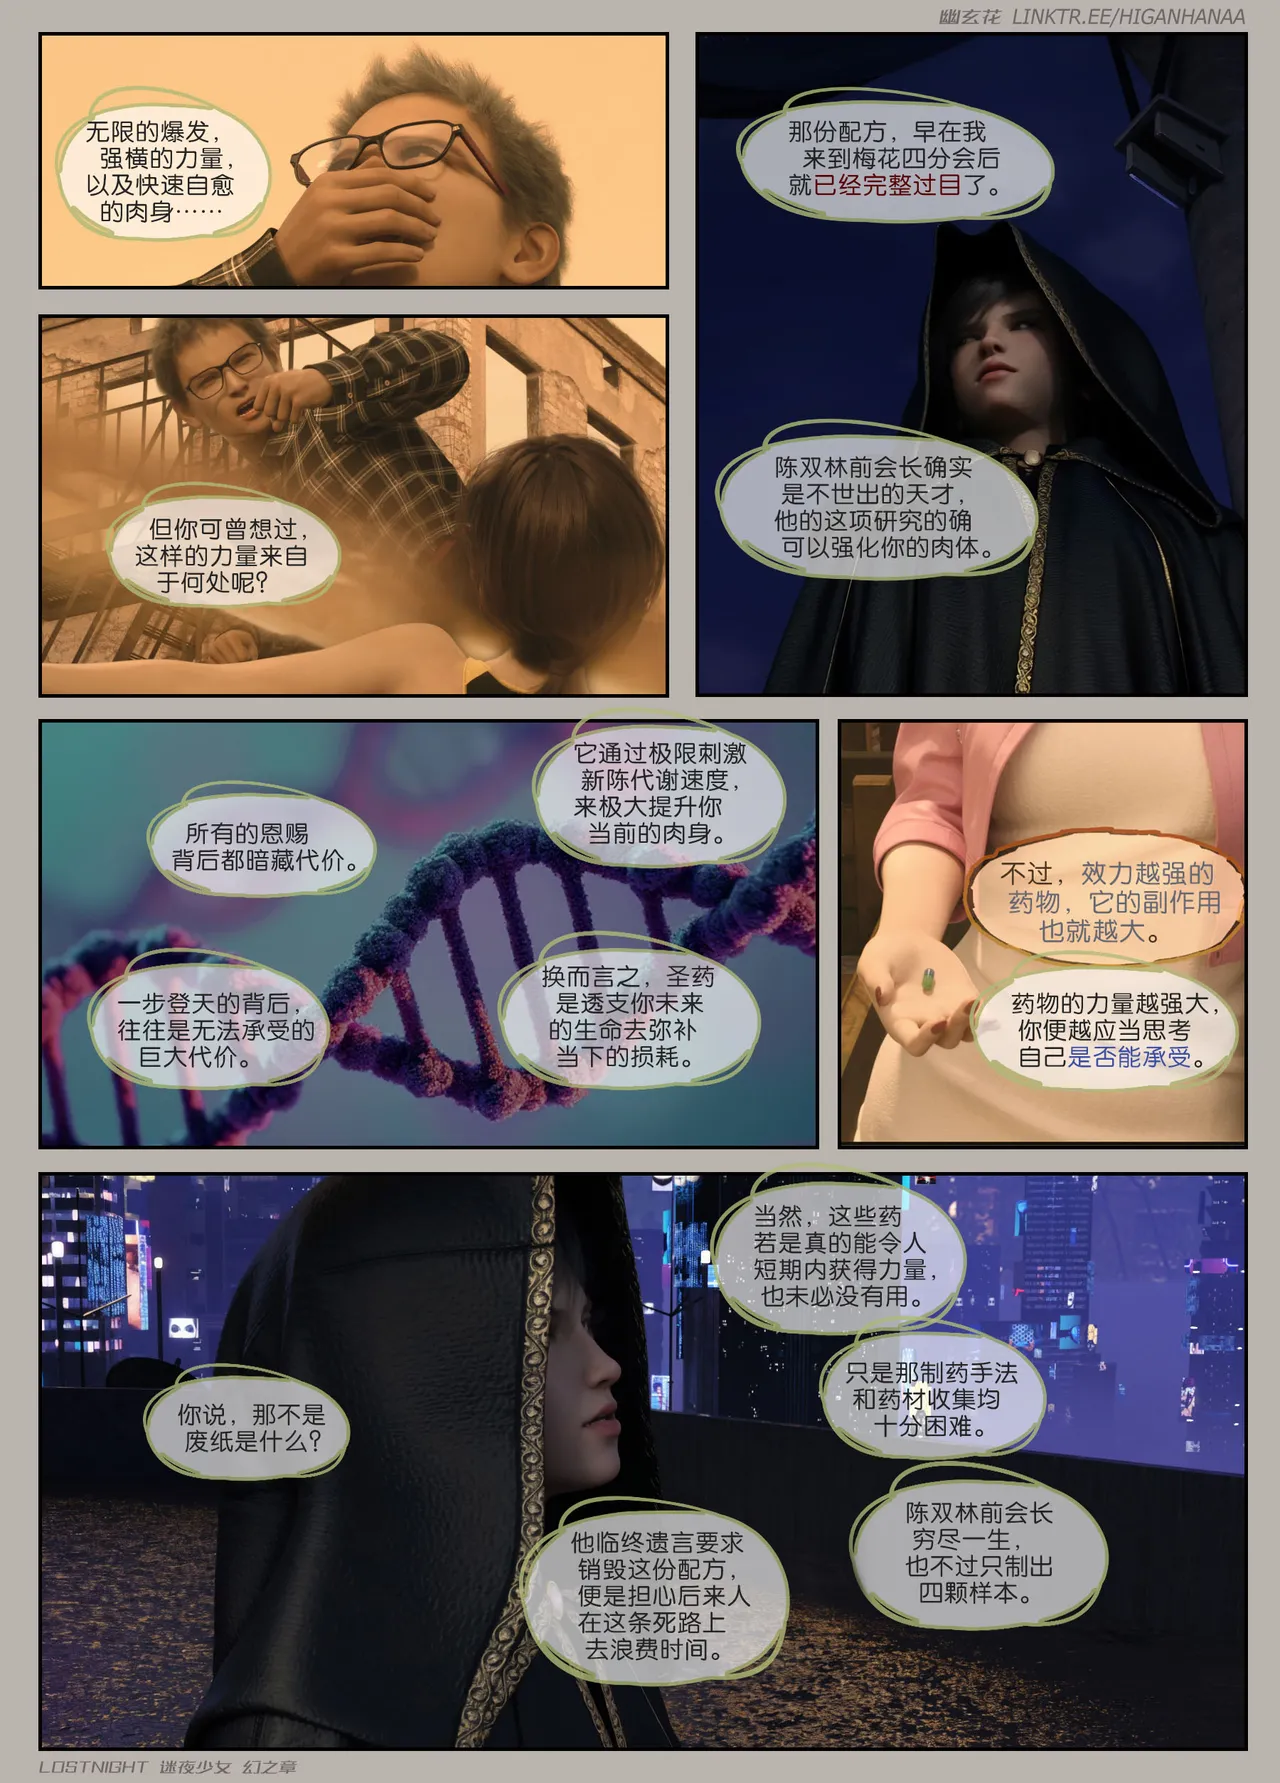 幽玄花 LINKTR.EE/HIGANHANAA
无限的爆发，
强横的力量，
以及快速自愈
的肉身……
但你可曾想过，
这样的力量来自
于何处呢？
那份配方，早在我
来到梅花四分会后
就已经完整过目了。
陈双林前会长确实
是不世出的天才，
他的这项研究的确
可以强化你的肉体。
所有的恩赐
背后都暗藏代价。
一步登天的背后，
往往是无法承受的
巨大代价。
它通过极限刺激
新陈代谢速度，
来极大提升你
当前的肉身。
换而言之，圣药
是透支你未来
的生命去弥补
当下的损耗。
不过，效力越强的
药物，它的副作用
也就越大。
药物的力量越强大，
你便越应当思考
自己是否能承受。
当然，这些药
若是真的能令人
短期内获得力量，
也未必没有用。
只是那制药手法
和药材收集均
十分困难。
陈双林前会长
穷尽一生，
也不过只制出
四颗样本。
他临终遗言要求
销毁这份配方，
便是担心后来人
在这条死路上
去浪费时间。
你说，那不是
废纸是什么？
LOSTNIGHT 迷夜少女 幻之章